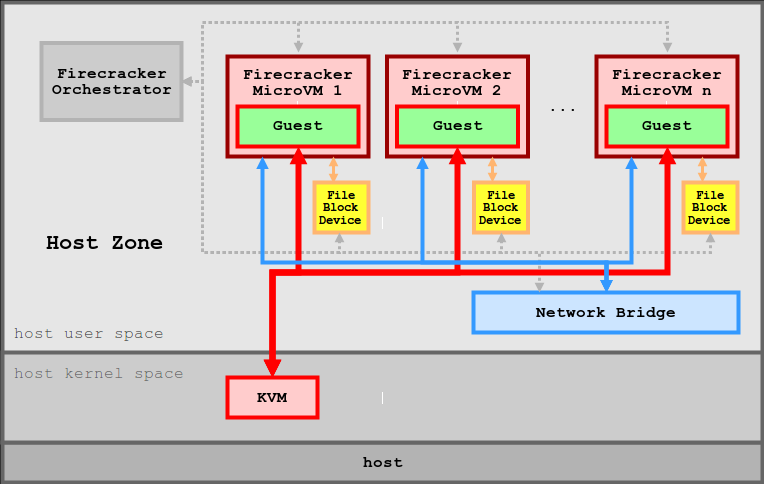 Firecracker
Orchestrator
Firecracker
MicroVM 1
Guest
Firecracker
MicroVM 2
Guest
...
Firecracker
MicroVM n
Guest
File
Block
Device
File
Block
Device
File
Block
Device
Host Zone
Network Bridge
host user space
host kernel space
KVM
host